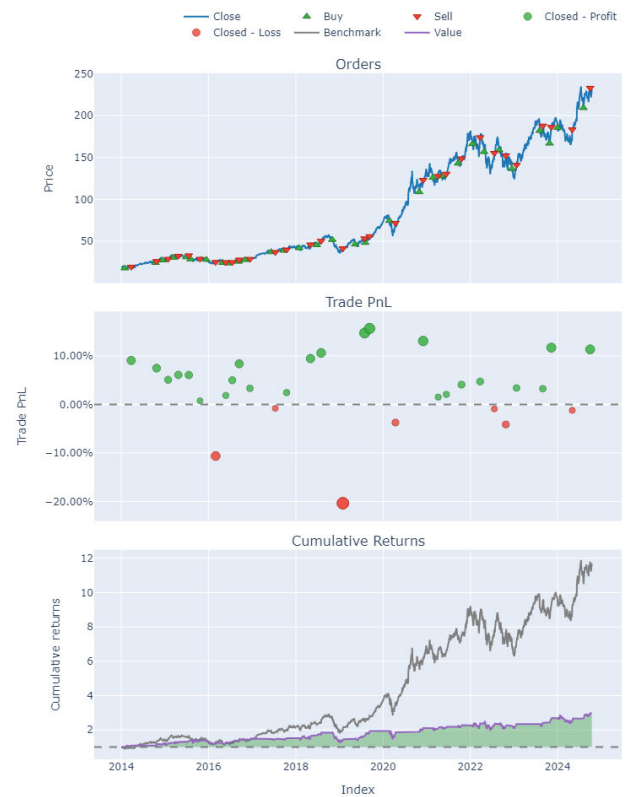 Close Buy Sell Closed - Profit
Closed - Loss Benchmark Value
Orders
250
200
150
100
50
Price
Trade PnL
10.00%
0.00%
−10.00%
−20.00%
Trade PnL
Cumulative Returns
12
10
8
6
4
2
Cumulative returns
2014 2016 2018 2020 2022 2024
Index